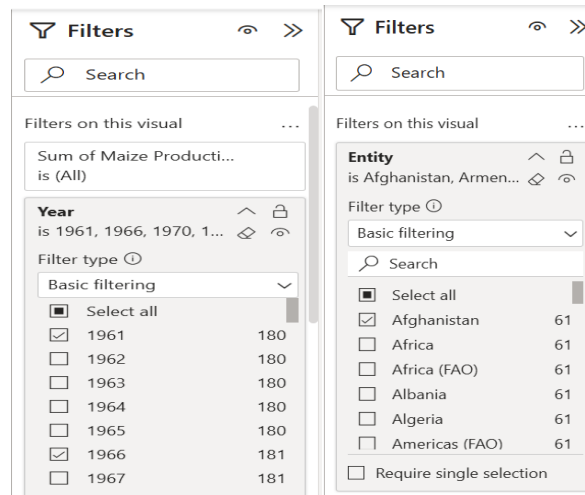 Filters
Search
Filters on this visual ...
Sum of Maize Producti...
is (All)
Year
is 1961, 1966, 1970, 1...
Filter type
Basic filtering
Select all
1961 180
1962 180
1963 180
1964 180
1965 180
1966 181
1967 181
Filters
Search
Filters on this visual ...
Entity
is Afghanistan, Armen...
Filter type
Basic filtering
Search
Select all
Afghanistan 61
Africa 61
Africa (FAO) 61
Albania 61
Algeria 61
Americas (FAO) 61
Require single selection